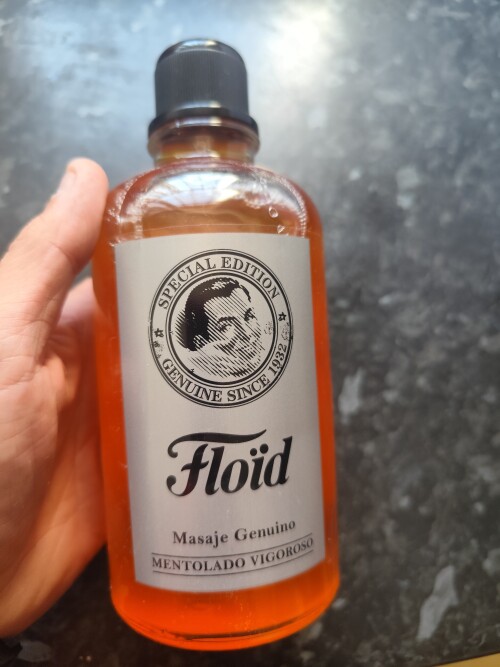 SPECIAL EDITION
GENUINE SINCE 1932
Floïd
Masaje Genuino
MENTOLADO VIGOROSO